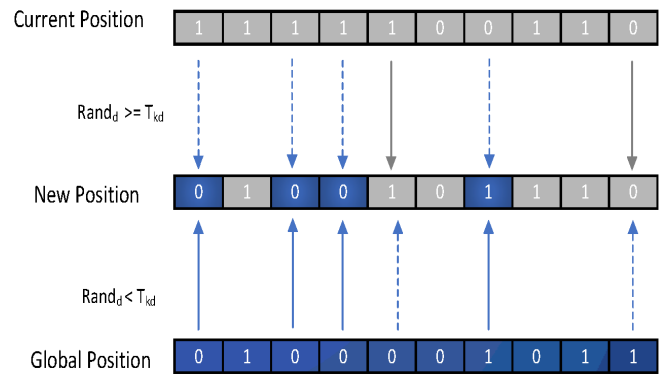 Current Position 1 1 1 1 1 0 0 1 1 0
Rand_d >= T_kd
New Position 0 1 0 0 1 0 1 1 1 0
Rand_d < T_kd
Global Position 0 1 0 0 0 0 1 0 1 1